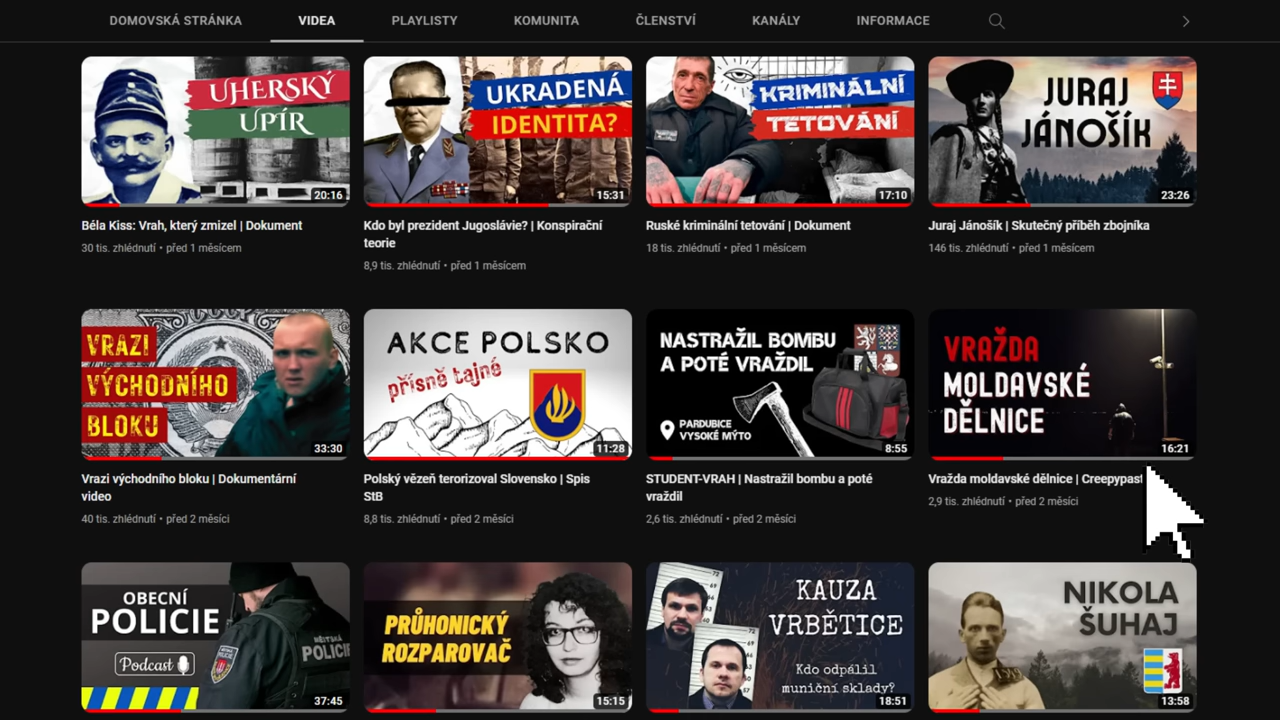 DOMOVSKÁ STRÁNKA VIDEA PLAYLISTY KOMUNITA ČLENSTVÍ KANÁLY INFORMACE
UHERSKÝ
UPÍR
20:16
Béla Kiss: Vrah, který zmizel | Dokument
30 tis. zhlédnutí • před 1 měsícem
UKRADENÁ
IDENTITA?
15:31
Kdo byl prezident Jugoslávie? | Konspirační
teorie
8,9 tis. zhlédnutí • před 1 měsícem
KRIMINÁLNÍ
TETOVÁNÍ
17:10
Ruské kriminální tetování | Dokument
18 tis. zhlédnutí • před 1 měsícem
JURAJ
JÁNOŠÍK
23:26
Juraj Jánošík | Skutečný příběh zbojníka
146 tis. zhlédnutí • před 1 měsícem
VRAZI
VÝCHODNÍHO
BLOKU
33:30
Vrazi východního bloku | Dokumentární
video
40 tis. zhlédnutí • před 2 měsíci
AKCE POLSKO
přísně tajné
11:28
Polský vězeň terorizoval Slovensko | Spis
StB
8,8 tis. zhlédnutí • před 2 měsíci
NASTRAŽIL BOMBU
A POTÉ VRAŽDIL
PARDUBICE
VYSOKÉ MÝTO
8:55
STUDENT-VRAH | Nastražil bombu a poté
vraždil
2,6 tis. zhlédnutí • před 2 měsíci
VRAŽDA
MOLDAVSKÉ
DĚLNICE
16:21
Vražda moldavské dělnice | Creepypast
2,9 tis. zhlédnutí • před 2 měsíci
OBECNÍ
POLICIE
Podcast
MĚSTSKÁ
POLICIE
37:45
PRŮHONICKÝ
ROZPAROVAČ
15:15
KAUZA
VRBĚTICE
Kdo odpálil
muniční sklady?
18:51
NIKOLA
ŠUHAJ
13:58